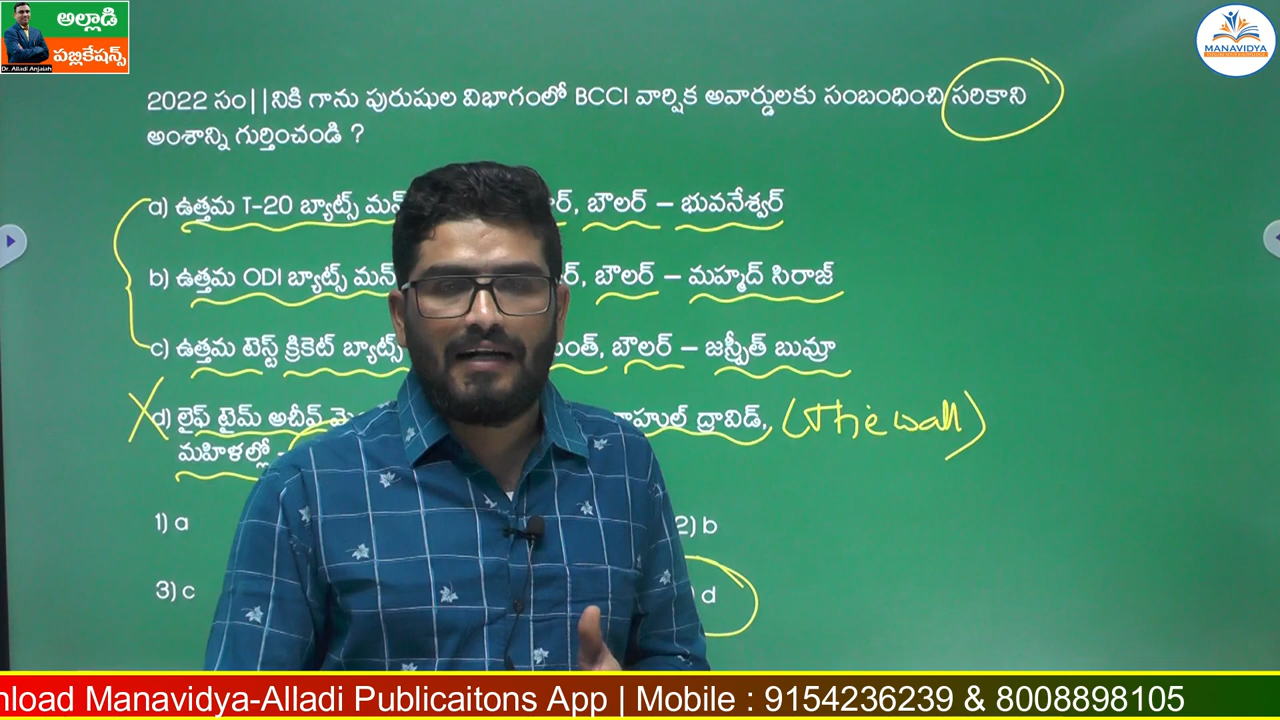 అల్లాడి
పబ్లికేషన్స్
Dr. Alladi Anjaiah
MANAVIDYA
2022 సం||నికి గాను పురుషుల విభాగంలో BCCI వార్షిక అవార్డులకు సంబంధించి సరికాని
అంశాన్ని గుర్తించండి ?
a) ఉత్తమ T-20 బ్యాట్స్ మన్ ర్, బౌలర్ – భువనేశ్వర్
b) ఉత్తమ ODI బ్యాట్స్ మన్ ర్, బౌలర్ – మహ్మద్ సిరాజ్
c) ఉత్తమ టెస్ట్ క్రికెట్ బ్యాట్స్ బౌలర్ – జస్ప్రీత్ బుమ్రా
d) లైఫ్ టైమ్ అచీవ్ ద్రావిడ్, (The wall)
మహిళల్లో -
1) a
2) b
3) c
) d
nload Manavidya-Alladi Publicaitons App | Mobile : 9154236239 & 8008898105